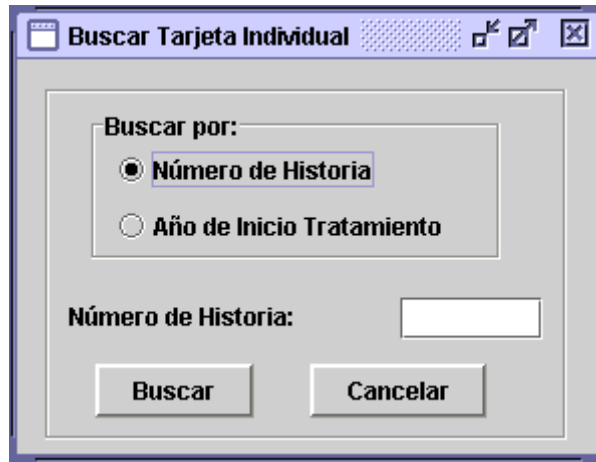 Buscar Tarjeta Individual
Buscar por:
Número de Historia
Año de Inicio Tratamiento
Número de Historia:
Buscar Cancelar